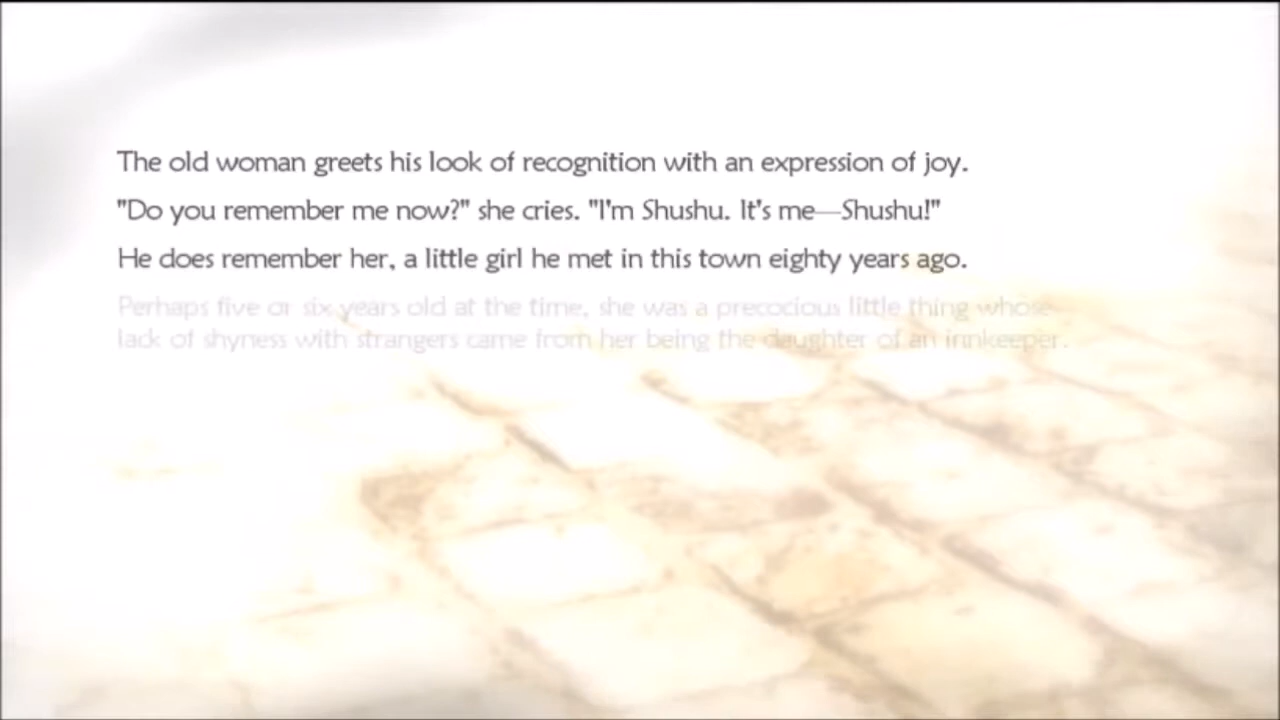 The old woman greets his look of recognition with an expression of joy.
"Do you remember me now?" she cries. "I'm Shushu. It's me—Shushu!"
He does remember her, a little girl he met in this town eighty years ago.
Perhaps five or six years old at the time, she was a precocious little thing whose
lack of shyness with strangers came from her being the daughter of an innkeeper.